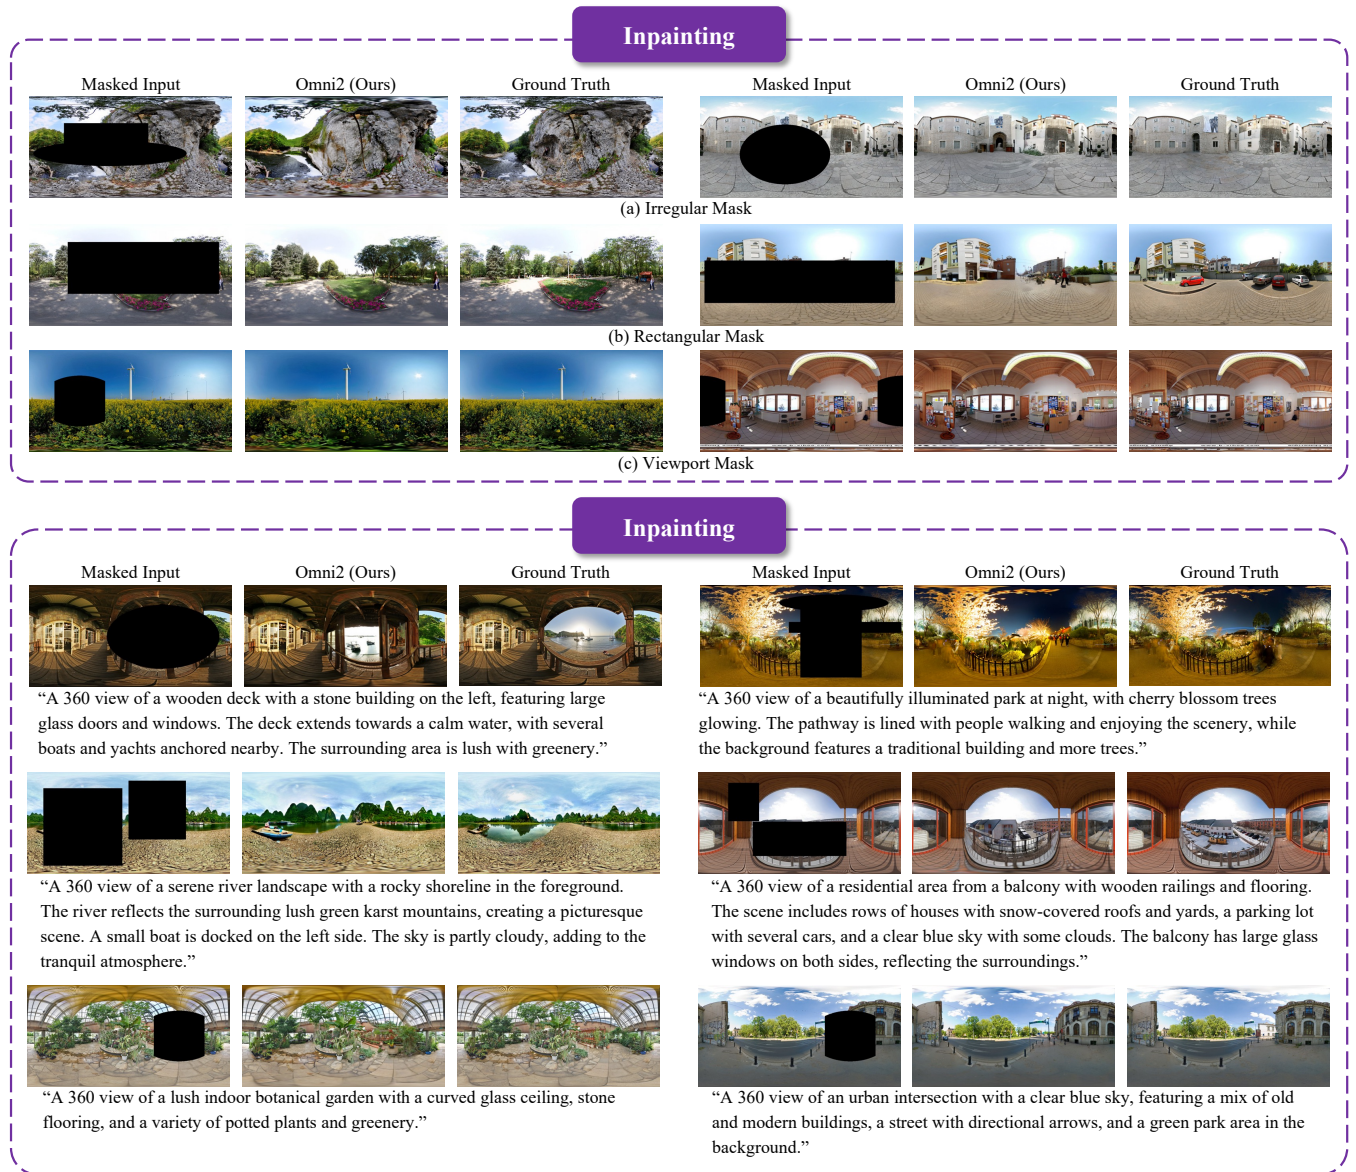 Inpainting
Masked Input
Omni2 (Ours)
Ground Truth
Masked Input
Omni2 (Ours)
Ground Truth
(a) Irregular Mask
(b) Rectangular Mask
(c) Viewport Mask
Inpainting
Masked Input
Omni2 (Ours)
Ground Truth
Masked Input
Omni2 (Ours)
Ground Truth
“A 360 view of a wooden deck with a stone building on the left, featuring large
glass doors and windows. The deck extends towards a calm water, with several
boats and yachts anchored nearby. The surrounding area is lush with greenery.”
“A 360 view of a beautifully illuminated park at night, with cherry blossom trees
glowing. The pathway is lined with people walking and enjoying the scenery, while
the background features a traditional building and more trees.”
“A 360 view of a serene river landscape with a rocky shoreline in the foreground.
The river reflects the surrounding lush green karst mountains, creating a picturesque
scene. A small boat is docked on the left side. The sky is partly cloudy, adding to the
tranquil atmosphere.”
“A 360 view of a residential area from a balcony with wooden railings and flooring.
The scene includes rows of houses with snow-covered roofs and yards, a parking lot
with several cars, and a clear blue sky with some clouds. The balcony has large glass
windows on both sides, reflecting the surroundings.”
“A 360 view of a lush indoor botanical garden with a curved glass ceiling, stone
flooring, and a variety of potted plants and greenery.”
“A 360 view of an urban intersection with a clear blue sky, featuring a mix of old
and modern buildings, a street with directional arrows, and a green park area in the
background.”